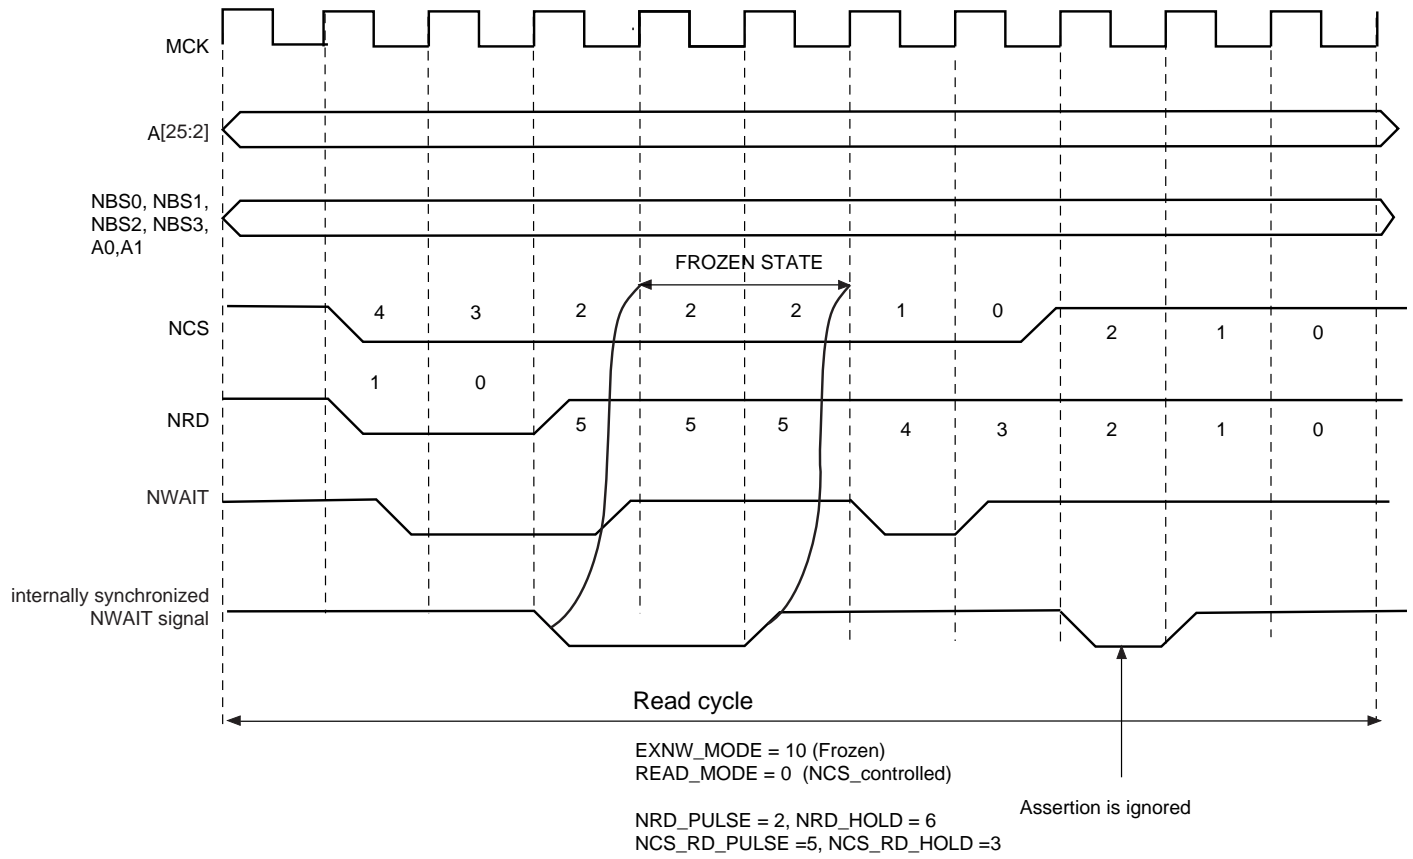 MCK
A[25:2]
NBS0, NBS1,
NBS2, NBS3,
A0,A1
FROZEN STATE
NCS
4 3 2 2 2 1 0
2 1 0
1 0
NRD
5 5 5 4 3 2 1 0
NWAIT
internally synchronized
NWAIT signal
Read cycle
EXNW_MODE = 10 (Frozen)
READ_MODE = 0 (NCS_controlled)
Assertion is ignored
NRD_PULSE = 2, NRD_HOLD = 6
NCS_RD_PULSE =5, NCS_RD_HOLD =3